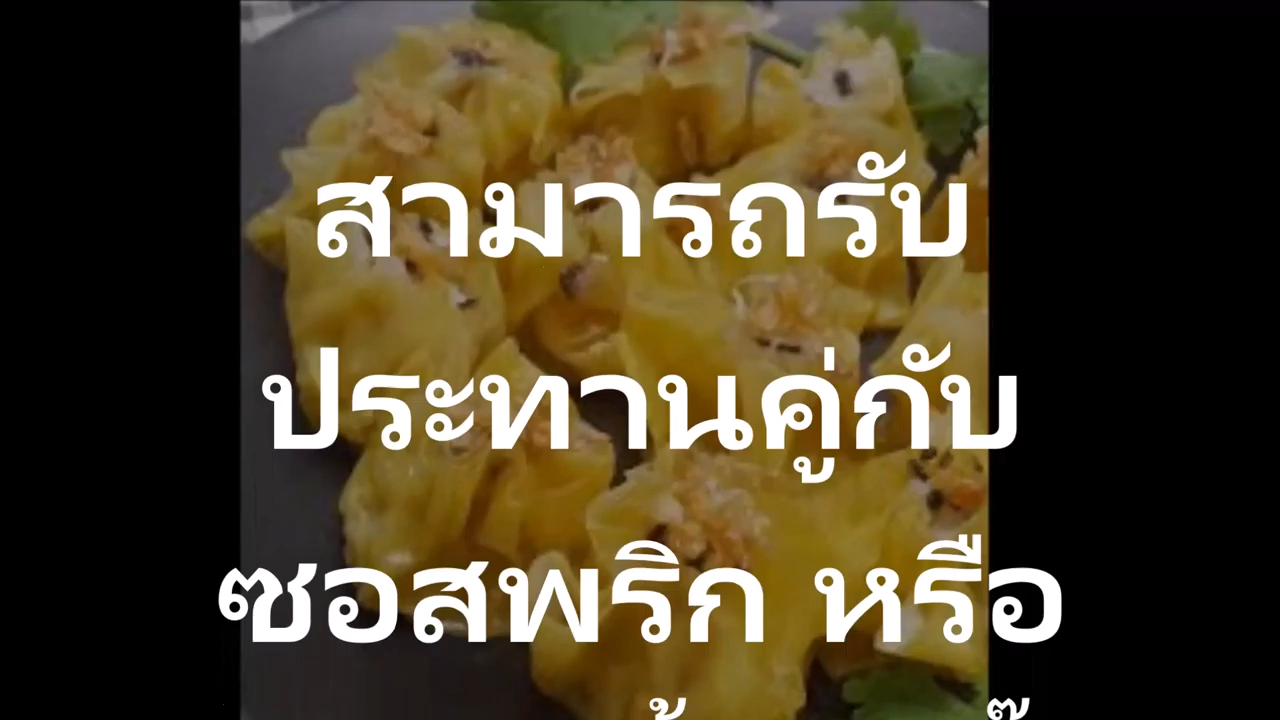 สามารถรับ
ประทานคู่กับ
ซอสพริก หรือ